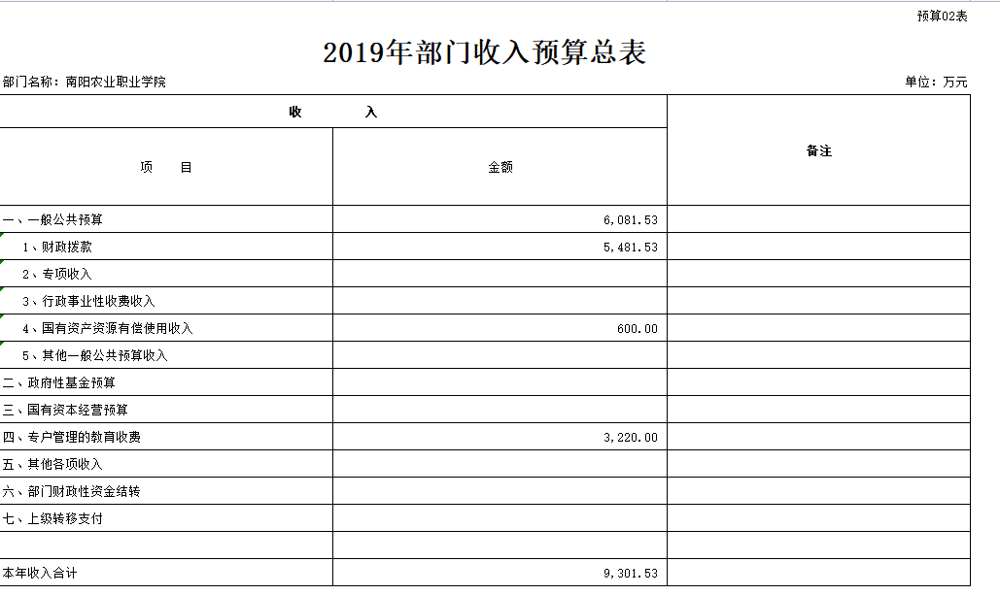 预算02表
2019年部门收入预算总表
部门名称：南阳农业职业学院 单位：万元
收 入 备注
项 目 金额
一、一般公共预算 6,081.53
1、财政拨款 5,481.53
2、专项收入
3、行政事业性收费收入
4、国有资产资源有偿使用收入 600.00
5、其他一般公共预算收入
二、政府性基金预算
三、国有资本经营预算
四、专户管理的教育收费 3,220.00
五、其他各项收入
六、部门财政性资金结转
七、上级转移支付
本年收入合计 9,301.53